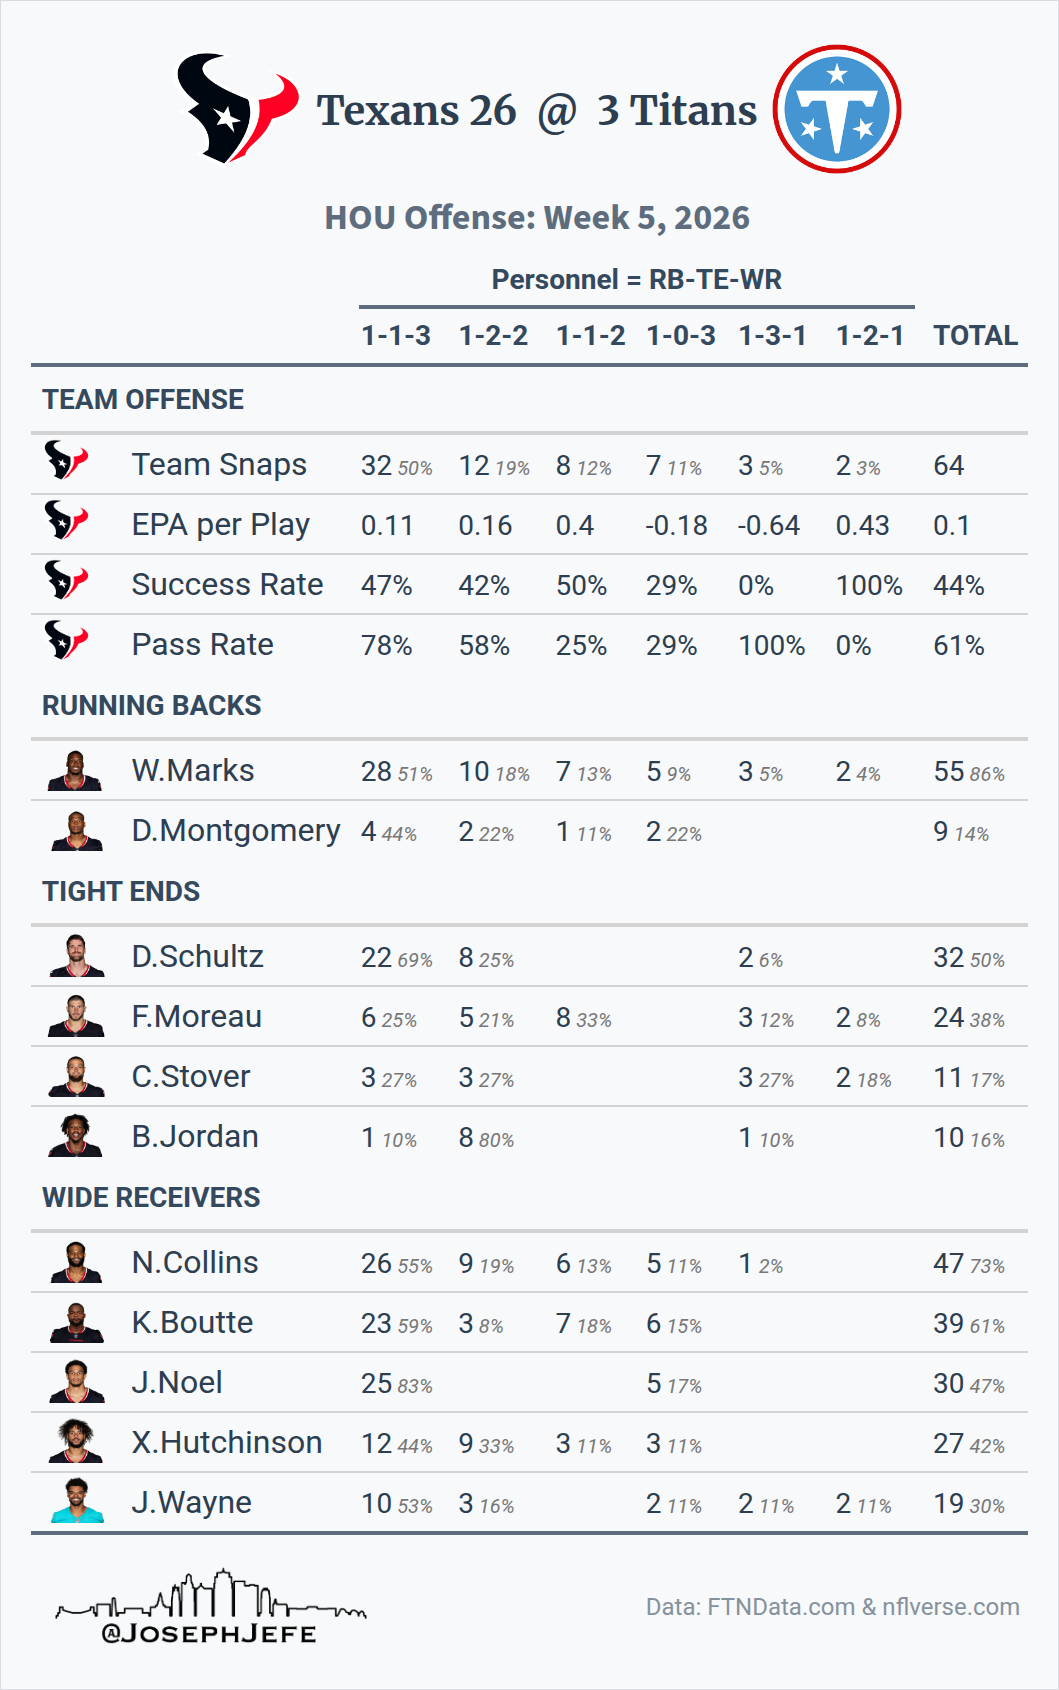 Texans 26 @ 3 Titans
HOU Offense: Week 5, 2026
Personnel = RB-TE-WR
1-1-3 1-2-2 1-1-2 1-0-3 1-3-1 1-2-1 TOTAL
TEAM OFFENSE
Team Snaps 32 50% 12 19% 8 12% 7 11% 3 5% 2 3% 64
EPA per Play 0.11 0.16 0.4 -0.18 -0.64 0.43 0.1
Success Rate 47% 42% 50% 29% 0% 100% 44%
Pass Rate 78% 58% 25% 29% 100% 0% 61%
RUNNING BACKS
W.Marks 28 51% 10 18% 7 13% 5 9% 3 5% 2 4% 55 86%
D.Montgomery 4 44% 2 22% 1 11% 2 22% 9 14%
TIGHT ENDS
D.Schultz 22 69% 8 25% 2 6% 32 50%
F.Moreau 6 25% 5 21% 8 33% 3 12% 2 8% 24 38%
C.Stover 3 27% 3 27% 3 27% 2 18% 11 17%
B.Jordan 1 10% 8 80% 1 10% 10 16%
WIDE RECEIVERS
N.Collins 26 55% 9 19% 6 13% 5 11% 1 2% 47 73%
K.Boutte 23 59% 3 8% 7 18% 6 15% 39 61%
J.Noel 25 83% 5 17% 30 47%
X.Hutchinson 12 44% 9 33% 3 11% 3 11% 27 42%
J.Wayne 10 53% 3 16% 2 11% 2 11% 2 11% 19 30%
@JosephJefe
Data: FTNData.com & nflverse.com